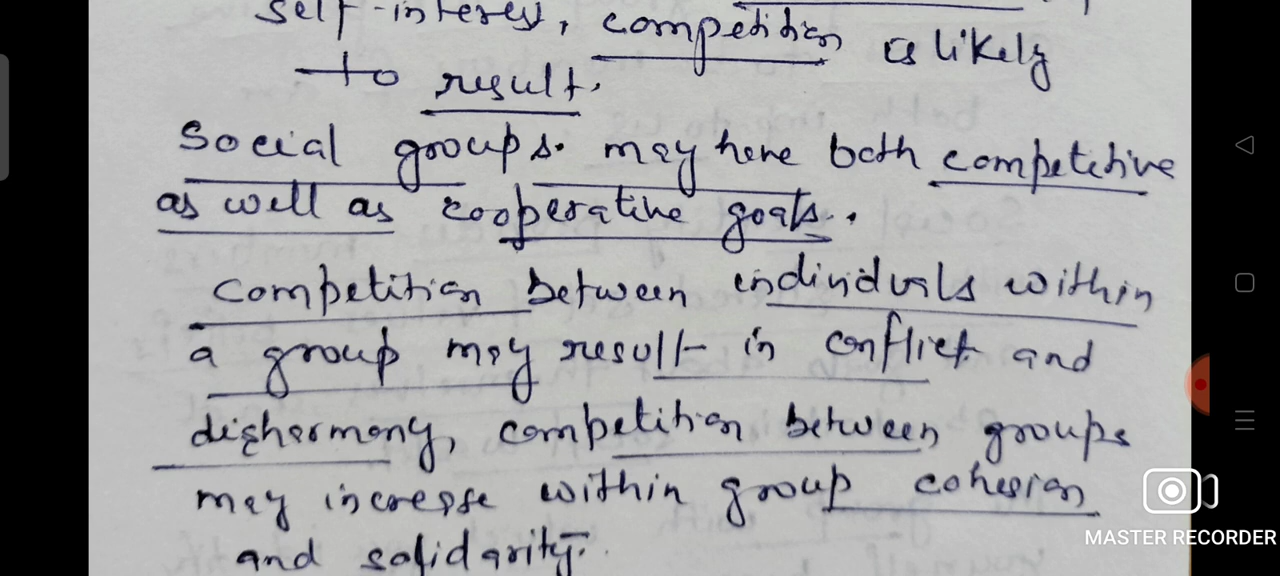 self-interest, competition is likely
to result.
Social groups. may have both competitive
as well as cooperative goals..
Competition between individuals within
a group may result in conflict and
disharmony, competition between groups
may increase within group cohesion
and solidarity.
MASTER RECORDER